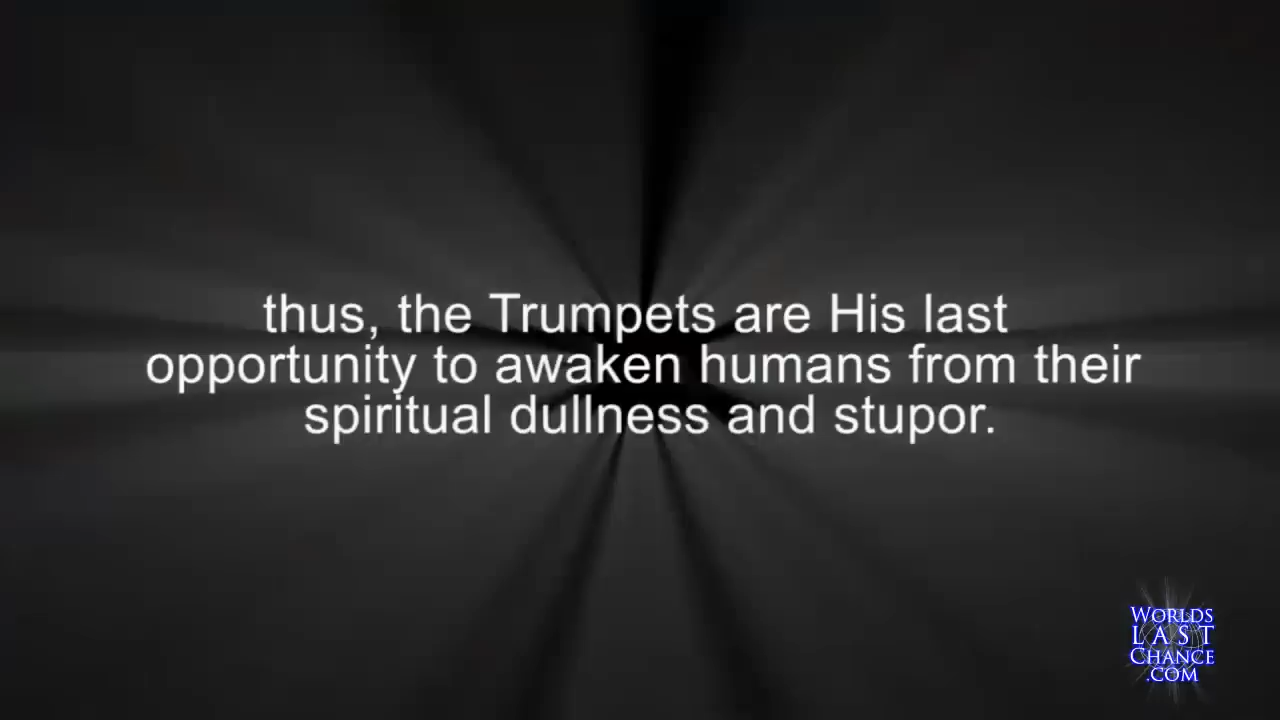 thus, the Trumpets are His last
opportunity to awaken humans from their
spiritual dullness and stupor.
WORLDS
LAST
CHANCE
.COM